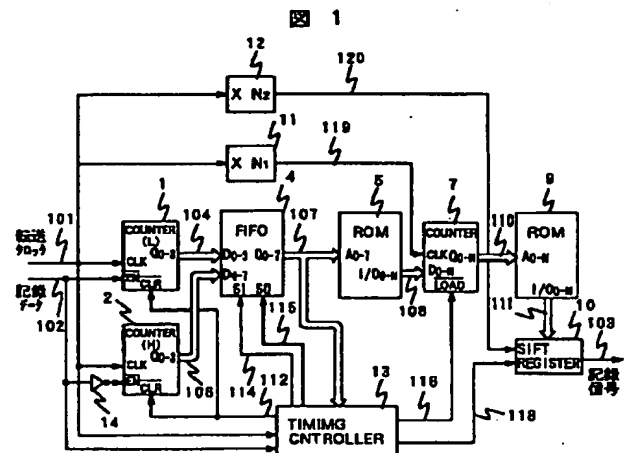 図 1
12
120
X N2
11
119
X N1
1
4
5
7
9
転送
クロック
101
COUNTER
(L)
Q0-3
CLK
EN
CLR
104
FIFO
D0-3
Q0-7
D4-7
SI
SO
107
ROM
A0-7
I/O0-N
108
COUNTER
CLK
Q0-N
D0-N
LOAD
110
ROM
A0-N
I/O0-N
111
10
記録
データ
102
2
COUNTER
(H)
Q0-3
CLK
EN
CLR
106
14
114
112
115
13
TIMIMG
CNTROLLER
116
118
SIFT
REGISTER
103
記録
信号